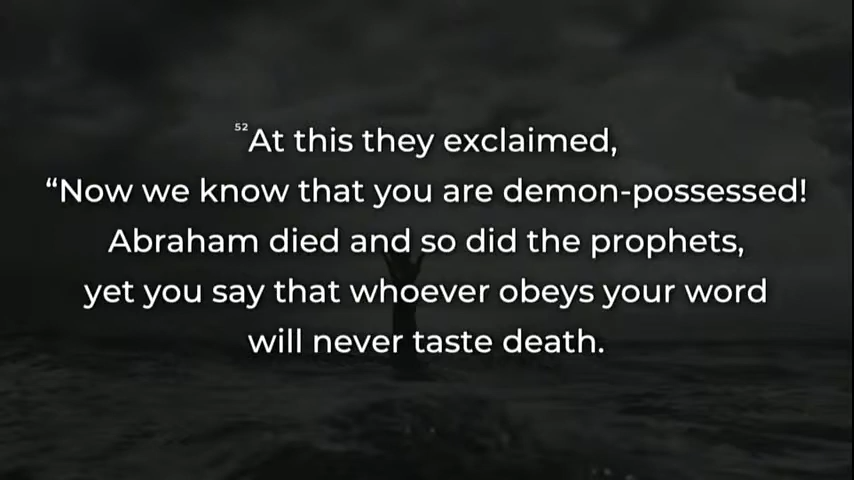 52At this they exclaimed,
“Now we know that you are demon-possessed!
Abraham died and so did the prophets,
yet you say that whoever obeys your word
will never taste death.